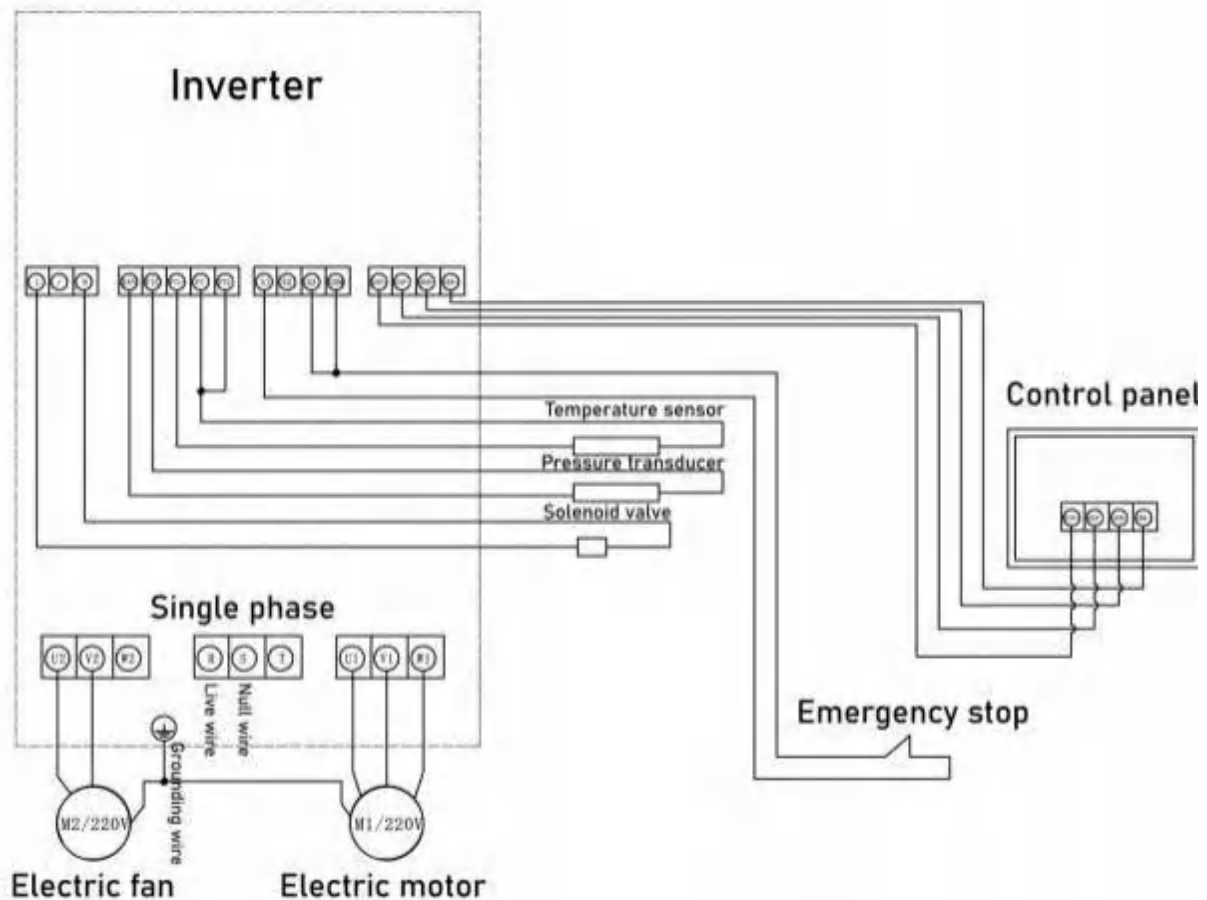 Inverter
Control panel
Temperature sensor
Pressure transducer
Solenoid valve
Single phase
U2 V2 W2
R S T
U1 V1 W1
Live wire
Null wire
Grounding wire
Emergency stop
M2/220V
M1/220V
Electric fan
Electric motor